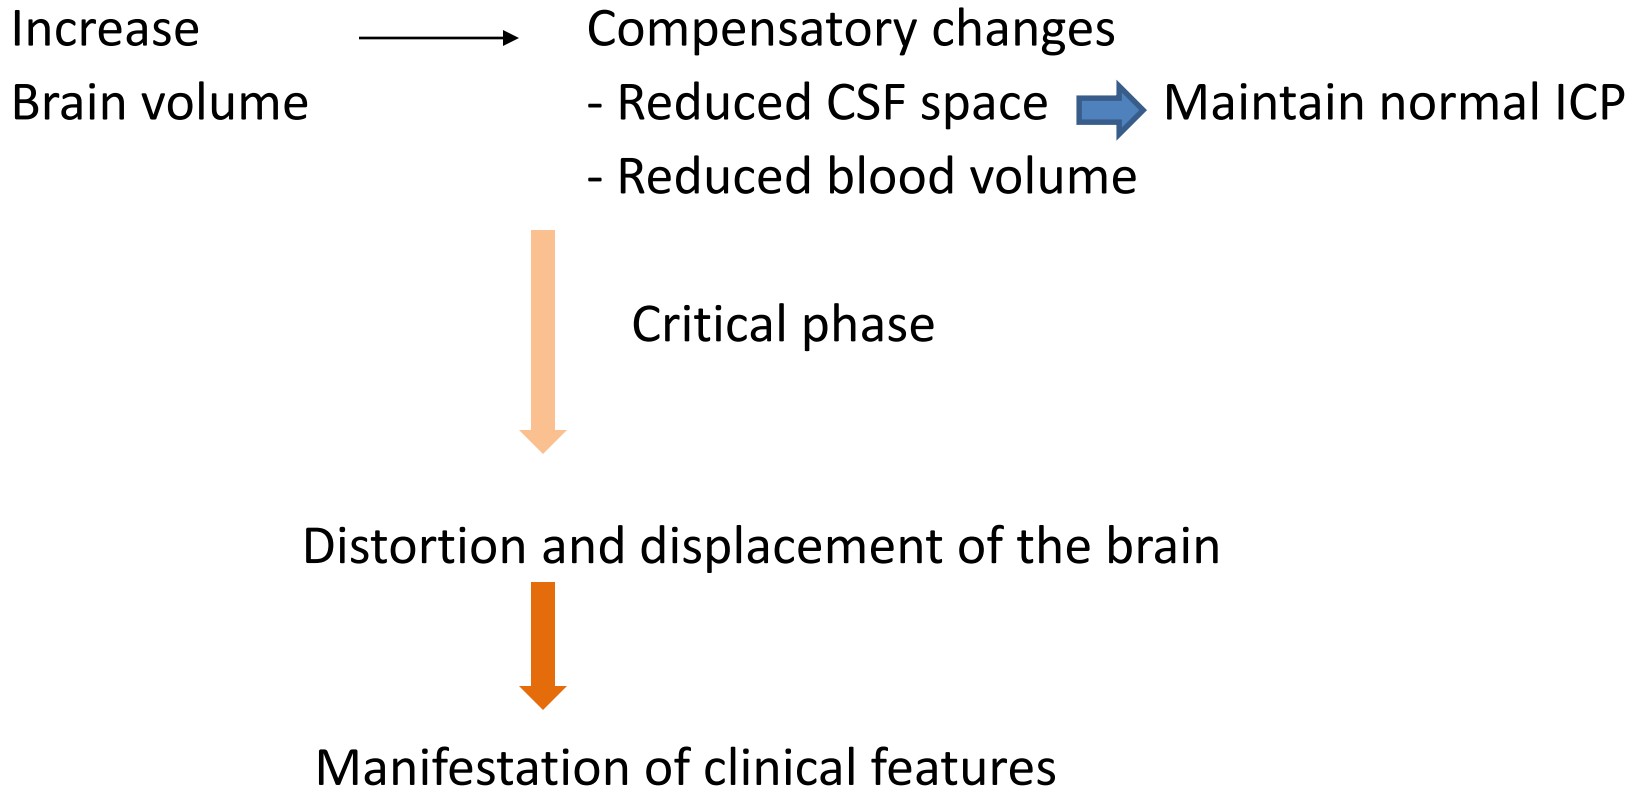 Increase
Brain volume
Compensatory changes
- Reduced CSF space
- Reduced blood volume
Maintain normal ICP
Critical phase
Distortion and displacement of the brain
Manifestation of clinical features